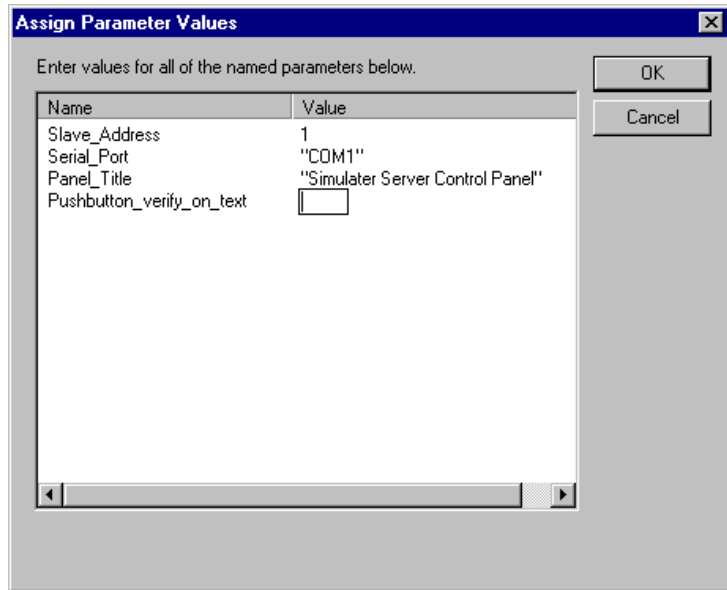 Assign Parameter Values
Enter values for all of the named parameters below.
OK
Cancel
Name Value
Slave_Address 1
Serial_Port "COM1"
Panel_Title "Simulater Server Control Panel"
Pushbutton_verify_on_text